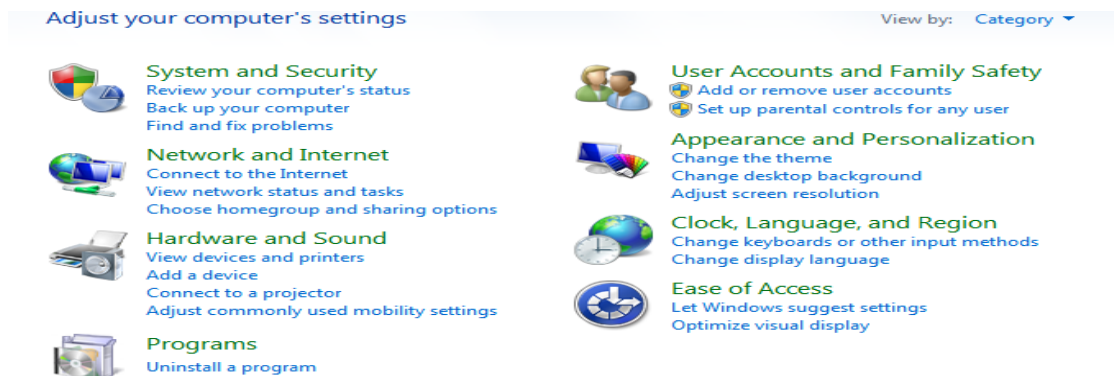 Adjust your computer's settings
View by: Category
System and Security
Review your computer's status
Back up your computer
Find and fix problems
Network and Internet
Connect to the Internet
View network status and tasks
Choose homegroup and sharing options
Hardware and Sound
View devices and printers
Add a device
Connect to a projector
Adjust commonly used mobility settings
Programs
Uninstall a program
User Accounts and Family Safety
Add or remove user accounts
Set up parental controls for any user
Appearance and Personalization
Change the theme
Change desktop background
Adjust screen resolution
Clock, Language, and Region
Change keyboards or other input methods
Change display language
Ease of Access
Let Windows suggest settings
Optimize visual display